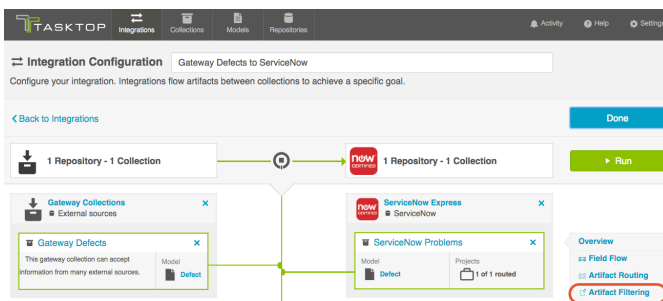 TASKTOP
Integrations
Collections
Models
Repositories
Activity
Help
Setting
Integration Configuration
Gateway Defects to ServiceNow
Configure your integration. Integrations flow artifacts between collections to achieve a specific goal.
Back to Integrations
Done
1 Repository - 1 Collection
now
CERTIFIED
1 Repository - 1 Collection
Run
Gateway Collections
External sources
now
CERTIFIED
ServiceNow Express
ServiceNow
Gateway Defects
This gateway collection can accept
information from many external sources.
Model
Defect
ServiceNow Problems
Model
Defect
Projects
1 of 1 routed
Overview
Field Flow
Artifact Routing
Artifact Filtering